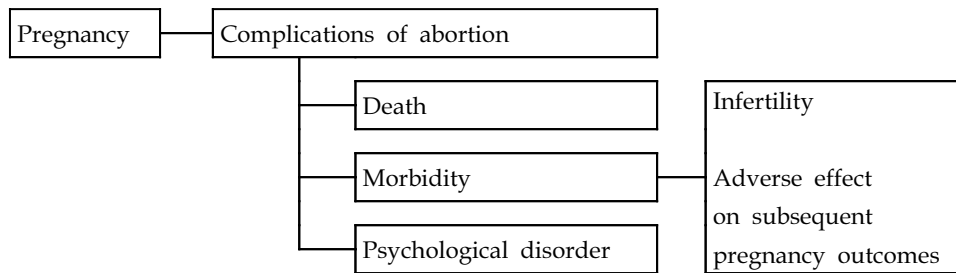 Pregnancy
Complications of abortion
Death
Morbidity
Psychological disorder
Infertility
Adverse effect
on subsequent
pregnancy outcomes